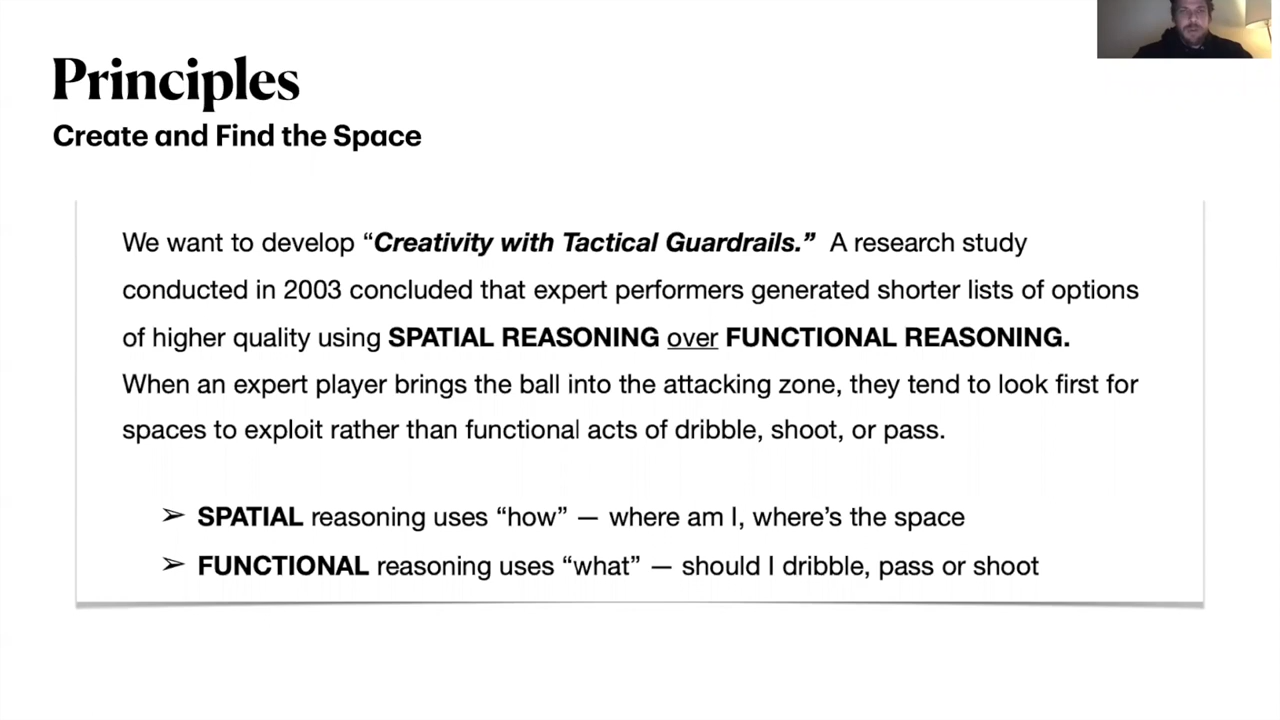 Principles
Create and Find the Space
We want to develop “Creativity with Tactical Guardrails.” A research study
conducted in 2003 concluded that expert performers generated shorter lists of options
of higher quality using SPATIAL REASONING over FUNCTIONAL REASONING.
When an expert player brings the ball into the attacking zone, they tend to look first for
spaces to exploit rather than functional acts of dribble, shoot, or pass.
➢ SPATIAL reasoning uses “how” — where am I, where’s the space
➢ FUNCTIONAL reasoning uses “what” — should I dribble, pass or shoot